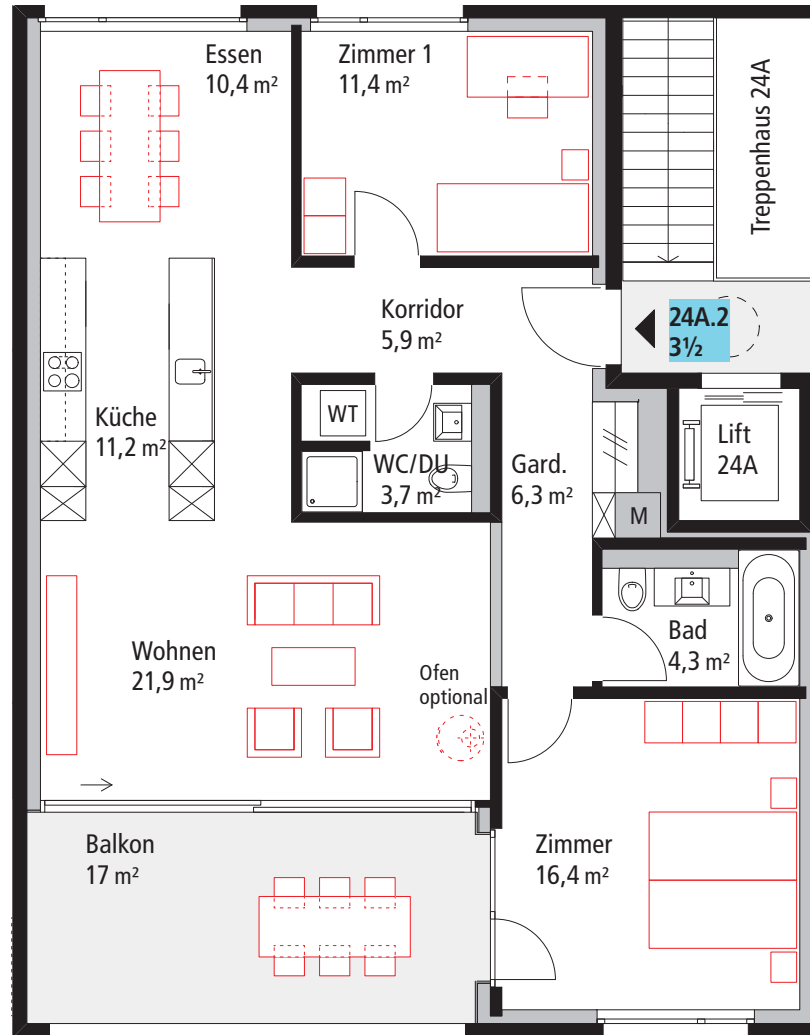 Essen
10,4 m²
Zimmer 1
11,4 m²
Treppenhaus 24A
Korridor
5,9 m²
24A.2
3½
Küche
11,2 m²
WT
WC/DU
3,7 m²
Gard.
6,3 m²
Lift
24A
M
Wohnen
21,9 m²
Ofen
optional
Bad
4,3 m²
Balkon
17 m²
Zimmer
16,4 m²